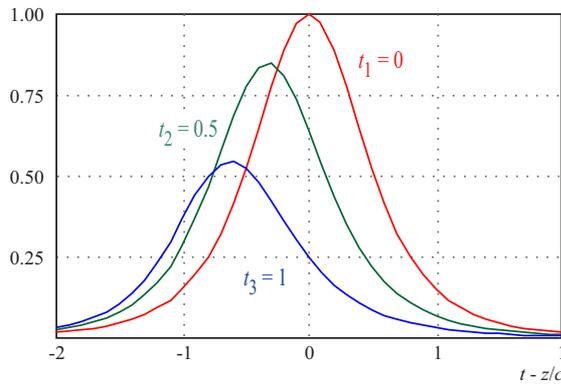 1.00
t1 = 0
0.75
t2 = 0.5
0.50
0.25
t3 = 1
-2 -1 0 1
t - z/c